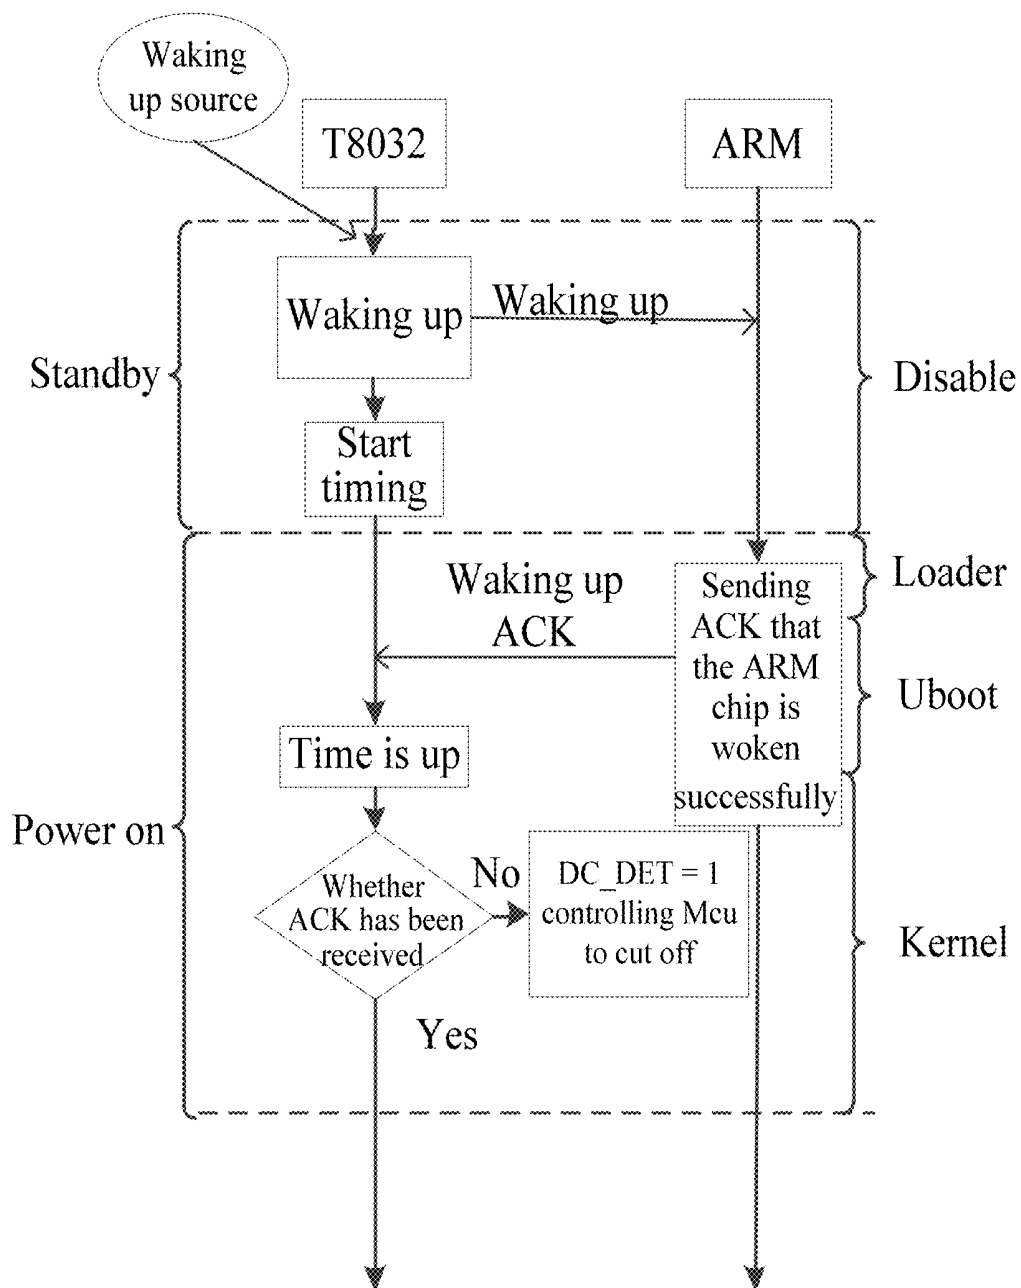 Waking
up source
T8032
ARM
Waking up
Waking up
Standby
Disable
Start
timing
Loader
Waking up
ACK
Sending
ACK that
the ARM
chip is
woken
successfully
Uboot
Time is up
Power on
Whether
ACK has been
received
No
DC_DET = 1
controlling Mcu
to cut off
Kernel
Yes